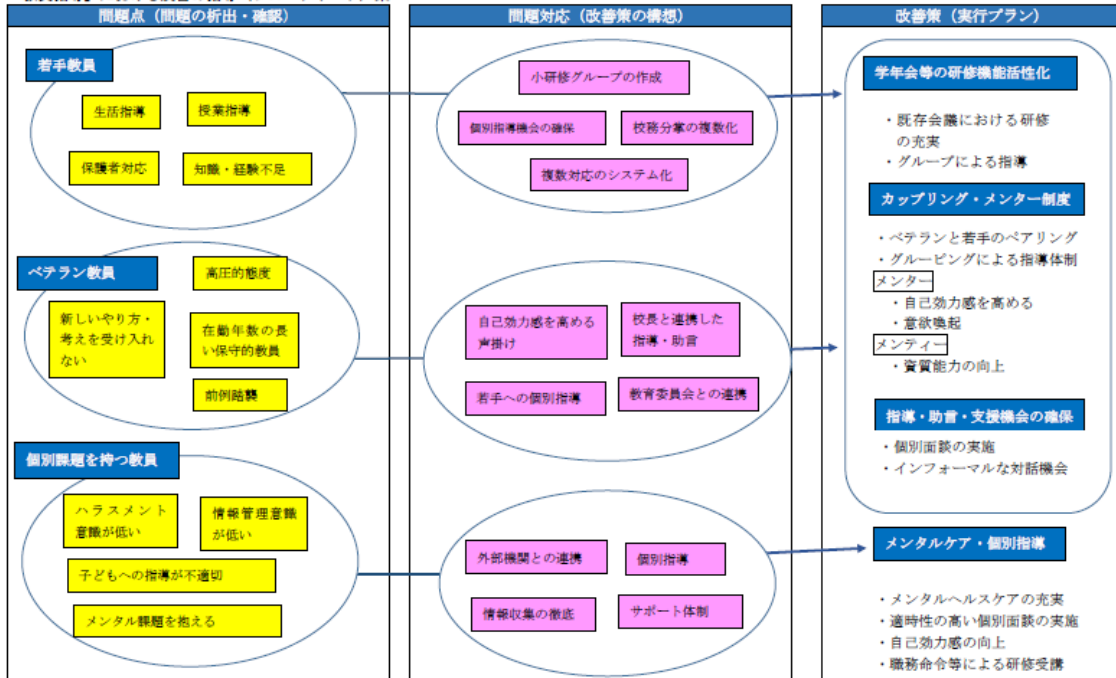 問題点（問題の析出・確認）
若手教員
生活指導
授業指導
保護者対応
知識・経験不足
ベテラン教員
高圧的態度
新しいやり方・
考えを受け入れ
ない
在勤年数の長
い保守的教員
前例踏襲
個別課題を持つ教員
ハラスメント
意識が低い
情報管理意識
が低い
子どもへの指導が不適切
メンタル課題を抱える
問題対応（改善策の構想）
小研修グループの作成
個別指導機会の確保
校務分掌の複数化
複数対応のシステム化
自己効力感を高める
声掛け
校長と連携した
指導・助言
若手への個別指導
教育委員会との連携
外部機関との連携
個別指導
情報収集の徹底
サポート体制
改善策（実行プラン）
学年会等の研修機能活性化
・既存会議における研修
の充実
・グループによる指導
カップリング・メンター制度
・ベテランと若手のペアリング
・グルーピングによる指導体制
メンター
・自己効力感を高める
・意欲喚起
メンティー
・資質能力の向上
指導・助言・支援機会の確保
・個別面談の実施
・インフォーマルな対話機会
メンタルケア・個別指導
・メンタルヘルスケアの充実
・適時性の高い個別面談の実施
・自己効力感の向上
・職務命令等による研修受講